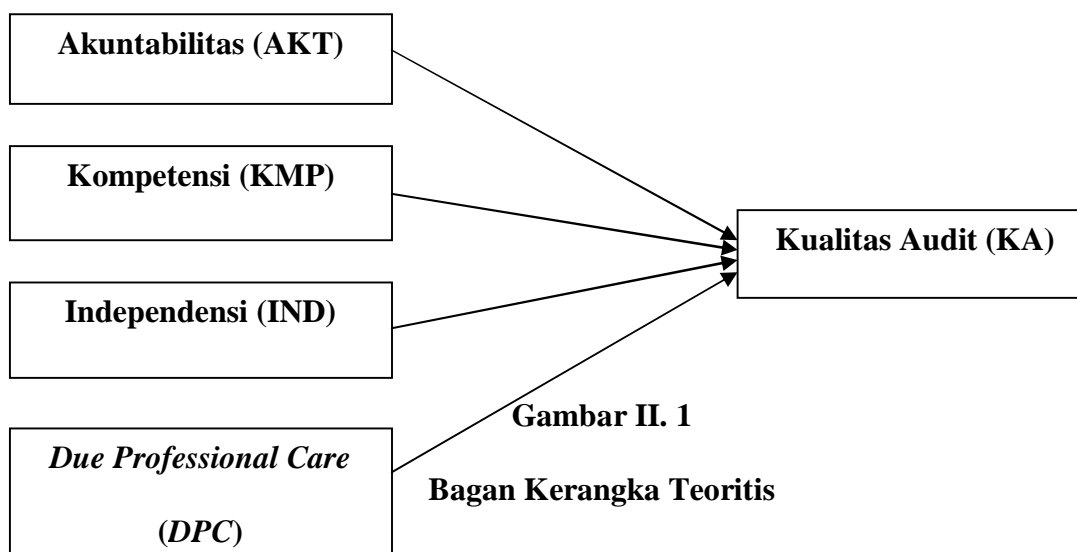 Akuntabilitas (AKT)
Kompetensi (KMP)
Kualitas Audit (KA)
Independensi (IND)
Due Professional Care
(DPC)
Gambar II. 1
Bagan Kerangka Teoritis